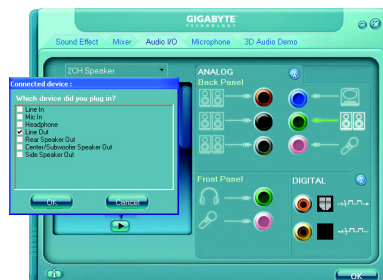 GIGABYTE
Sound Effect Mixer Audio I/O Microphone 3D Audio Demo
2CH Speaker
ANALOG
Back Panel
Connected device :
Which device did you plug in?
Line In
Mic In
Headphone
Line Out
Rear Speaker Out
Center/Subwoofer Speaker Out
Side Speaker Out
OK Cancel
Front Panel
DIGITAL
OK